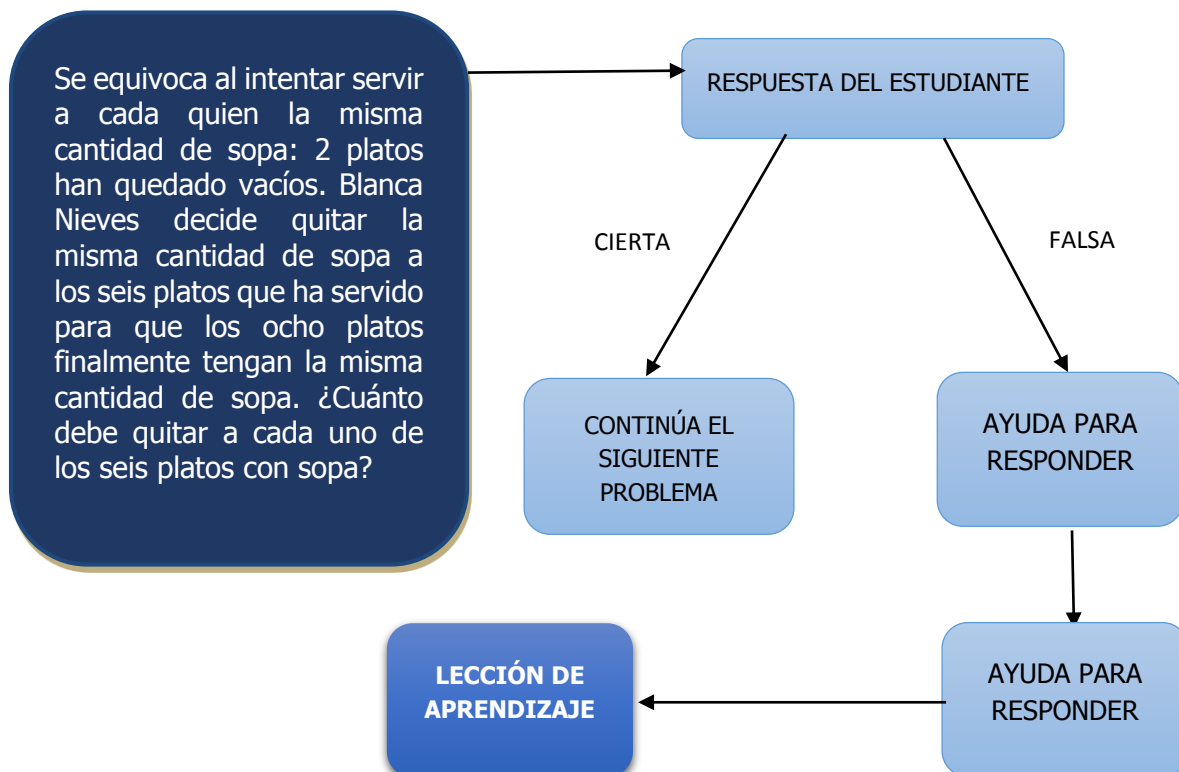 Se equivoca al intentar servir
a cada quien la misma
cantidad de sopa: 2 platos
han quedado vacíos. Blanca
Nieves decide quitar la
misma cantidad de sopa a
los seis platos que ha servido
para que los ocho platos
finalmente tengan la misma
cantidad de sopa. ¿Cuánto
debe quitar a cada uno de
los seis platos con sopa?
RESPUESTA DEL ESTUDIANTE
CIERTA
FALSA
CONTINÚA EL
SIGUIENTE
PROBLEMA
AYUDA PARA
RESPONDER
LECCIÓN DE
APRENDIZAJE
AYUDA PARA
RESPONDER